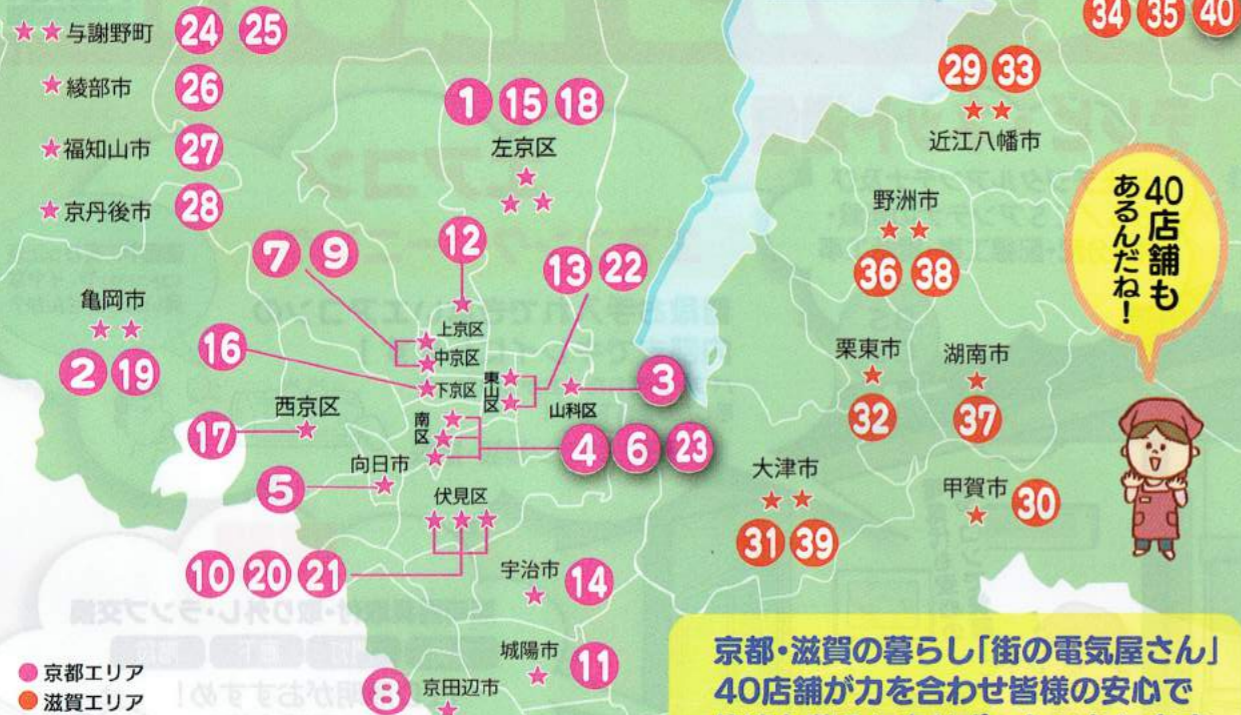 34 35 40
与謝野町 24 25
綾部市 26
福知山市 27
京丹後市 28
1 15 18
左京区
29 33
近江八幡市
40店舗も
あるんだね!
野洲市
36 38
7 9
12
13 22
亀岡市
2 19
16
上京区
中京区
下京区
東山区
山科区
3
栗東市
32
湖南市
37
西京区
17
南区
4 6 23
向日市
5
伏見区
10 20 21
大津市
31 39
甲賀市 30
宇治市 14
城陽市 11
8 京田辺市
京都エリア
滋賀エリア
京都・滋賀の暮らし「街の電気屋さん」
40店舗が力を合わせ皆様の安心で